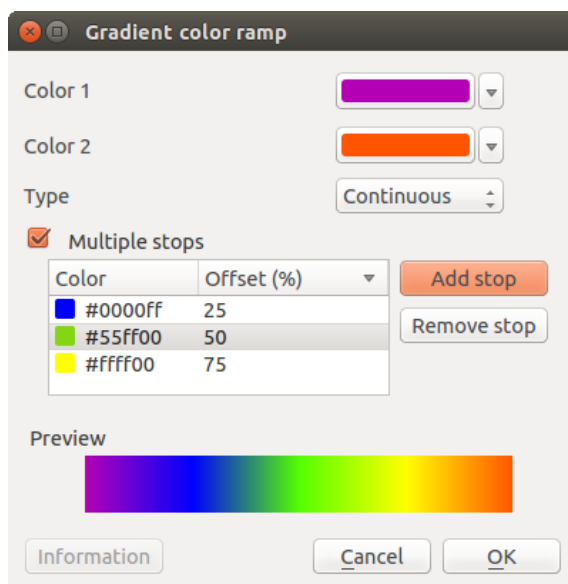 Gradient color ramp
Color 1
Color 2
Type Continuous
Multiple stops
Color Offset (%) Add stop
#0000ff 25
#55ff00 50 Remove stop
#ffff00 75
Preview
Information Cancel OK